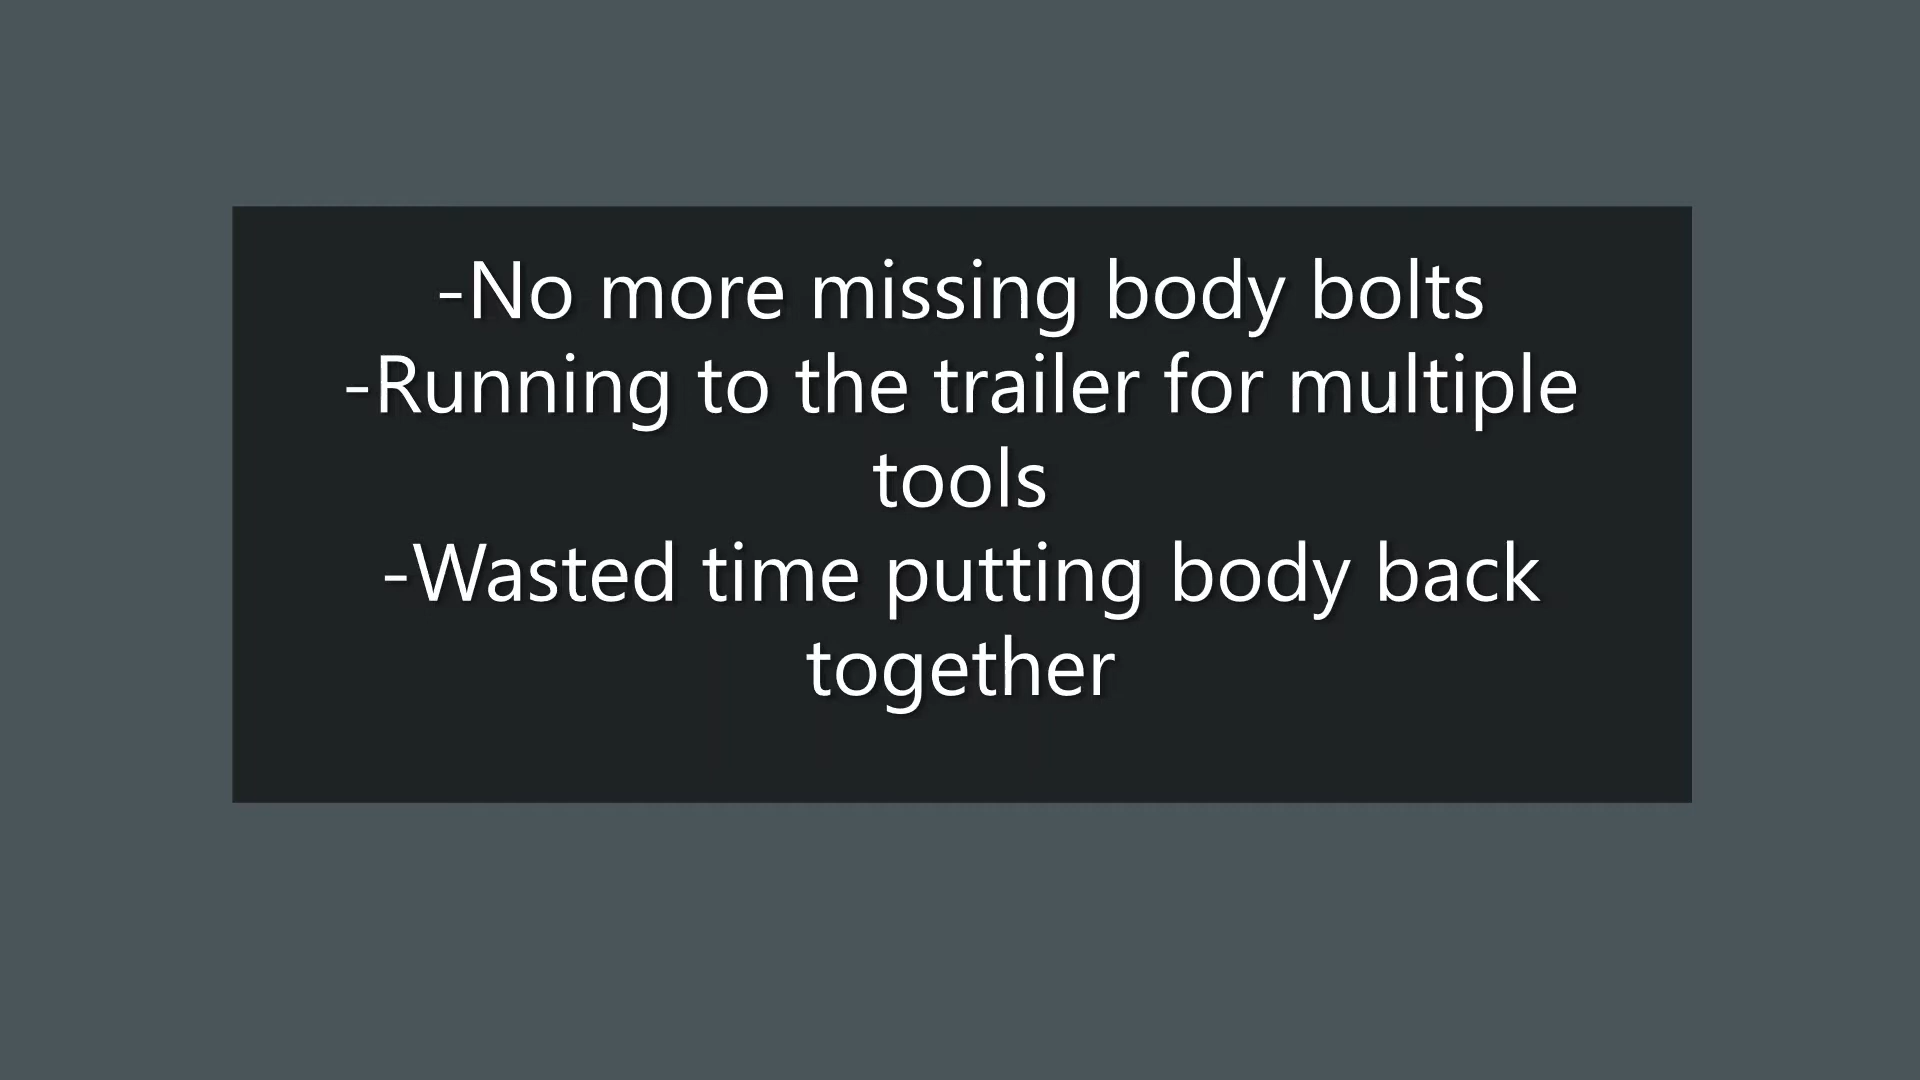 -No more missing body bolts
-Running to the trailer for multiple
tools
-Wasted time putting body back
together